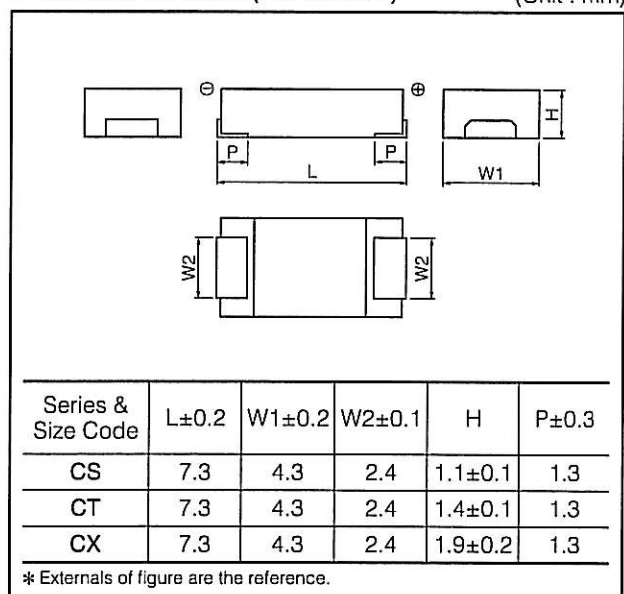 (Unit : mm)
⊖ ⊕
P P H
L W1
W2 W2
Series & Size Code L±0.2 W1±0.2 W2±0.1 H P±0.3
CS 7.3 4.3 2.4 1.1±0.1 1.3
CT 7.3 4.3 2.4 1.4±0.1 1.3
CX 7.3 4.3 2.4 1.9±0.2 1.3
* Externals of figure are the reference.